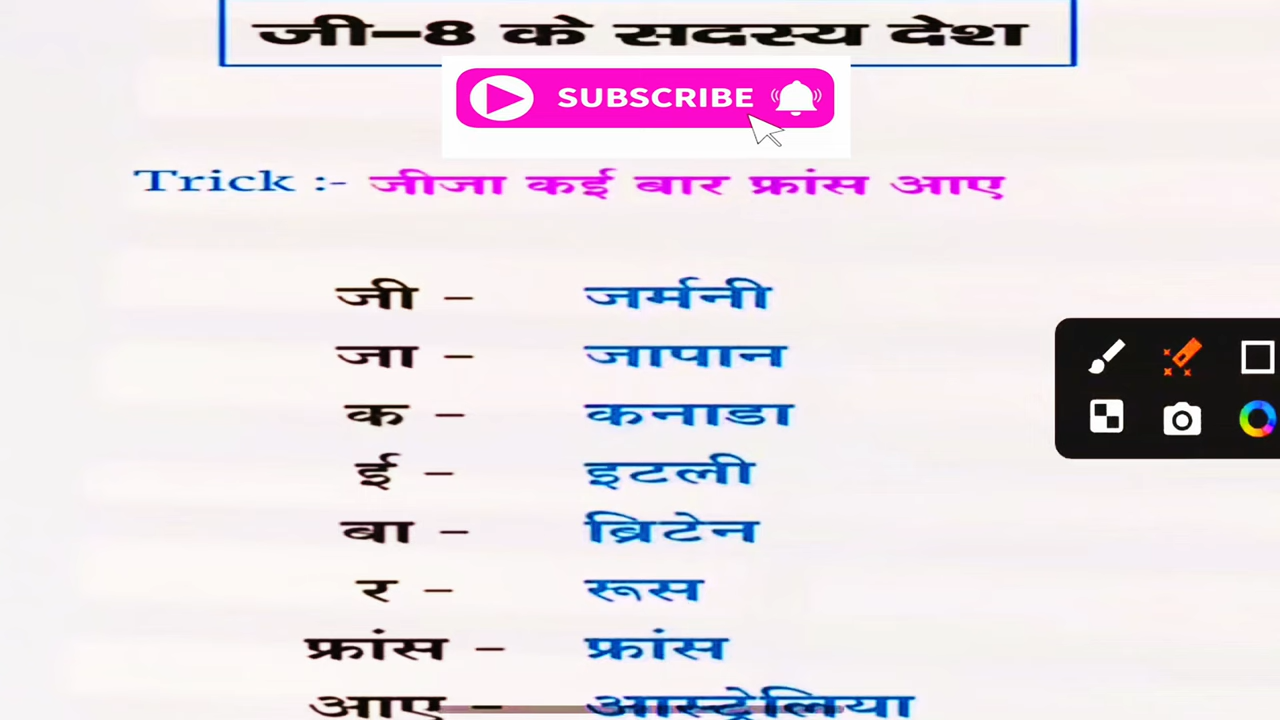 जी–8 के सदस्य देश
SUBSCRIBE
Trick :- जीजा कई बार फ्रांस आए
जी – जर्मनी
जा – जापान
क – कनाडा
ई – इटली
बा – ब्रिटेन
र – रूस
फ्रांस – फ्रांस
आए – आस्ट्रेलिया